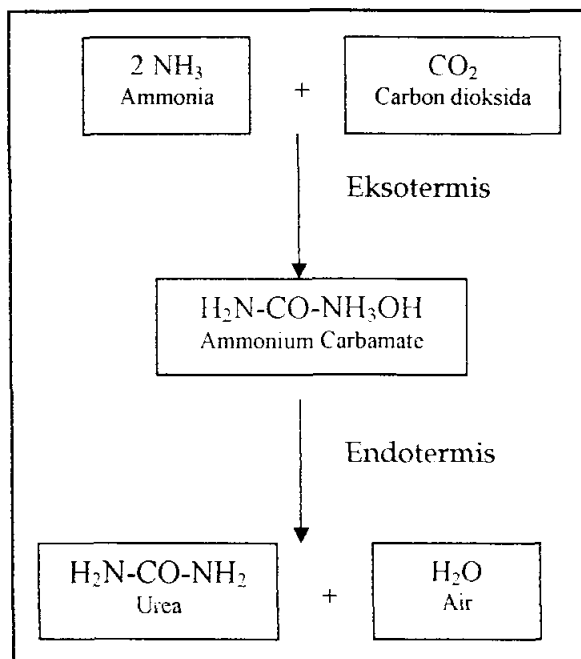 2 NH₃
Ammonia
+
CO₂
Carbon dioksida
Eksotermis
H₂N-CO-NH₃OH
Ammonium Carbamate
Endotermis
H₂N-CO-NH₂
Urea
+
H₂O
Air